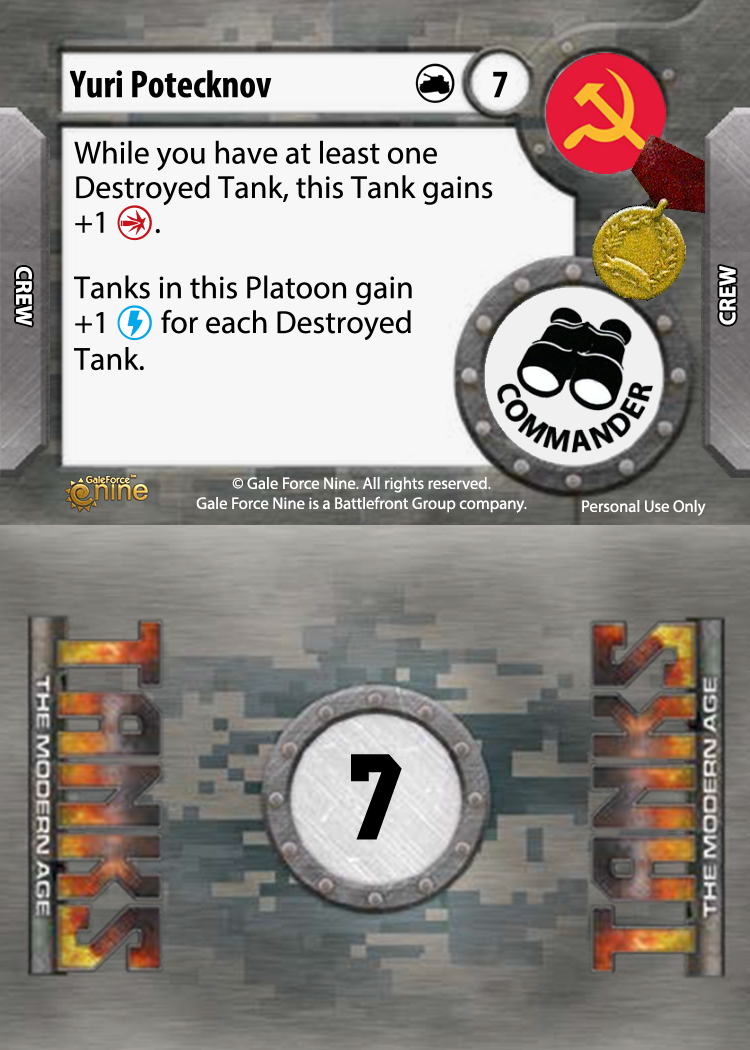 Yuri Potecknov
7
While you have at least one
Destroyed Tank, this Tank gains
+1 .
Tanks in this Platoon gain
+1 for each Destroyed
Tank.
CREW
CREW
COMMANDER
GaleForce™
nine
© Gale Force Nine. All rights reserved.
Gale Force Nine is a Battlefront Group company.
Personal Use Only
TANKS
THE MODERN AGE
7
TANKS
THE MODERN AGE